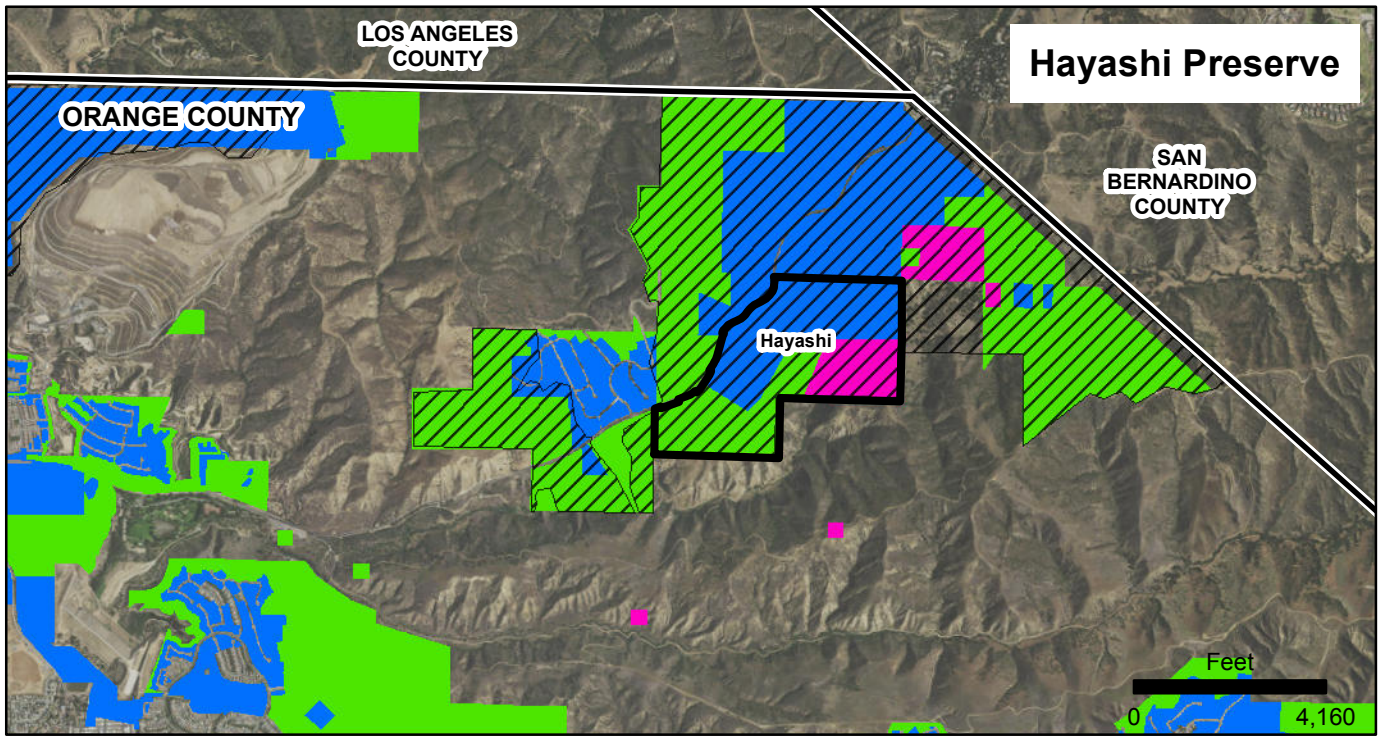 LOS ANGELES
COUNTY
Hayashi Preserve
ORANGE COUNTY
SAN
BERNARDINO
COUNTY
Hayashi
Feet
0 4,160